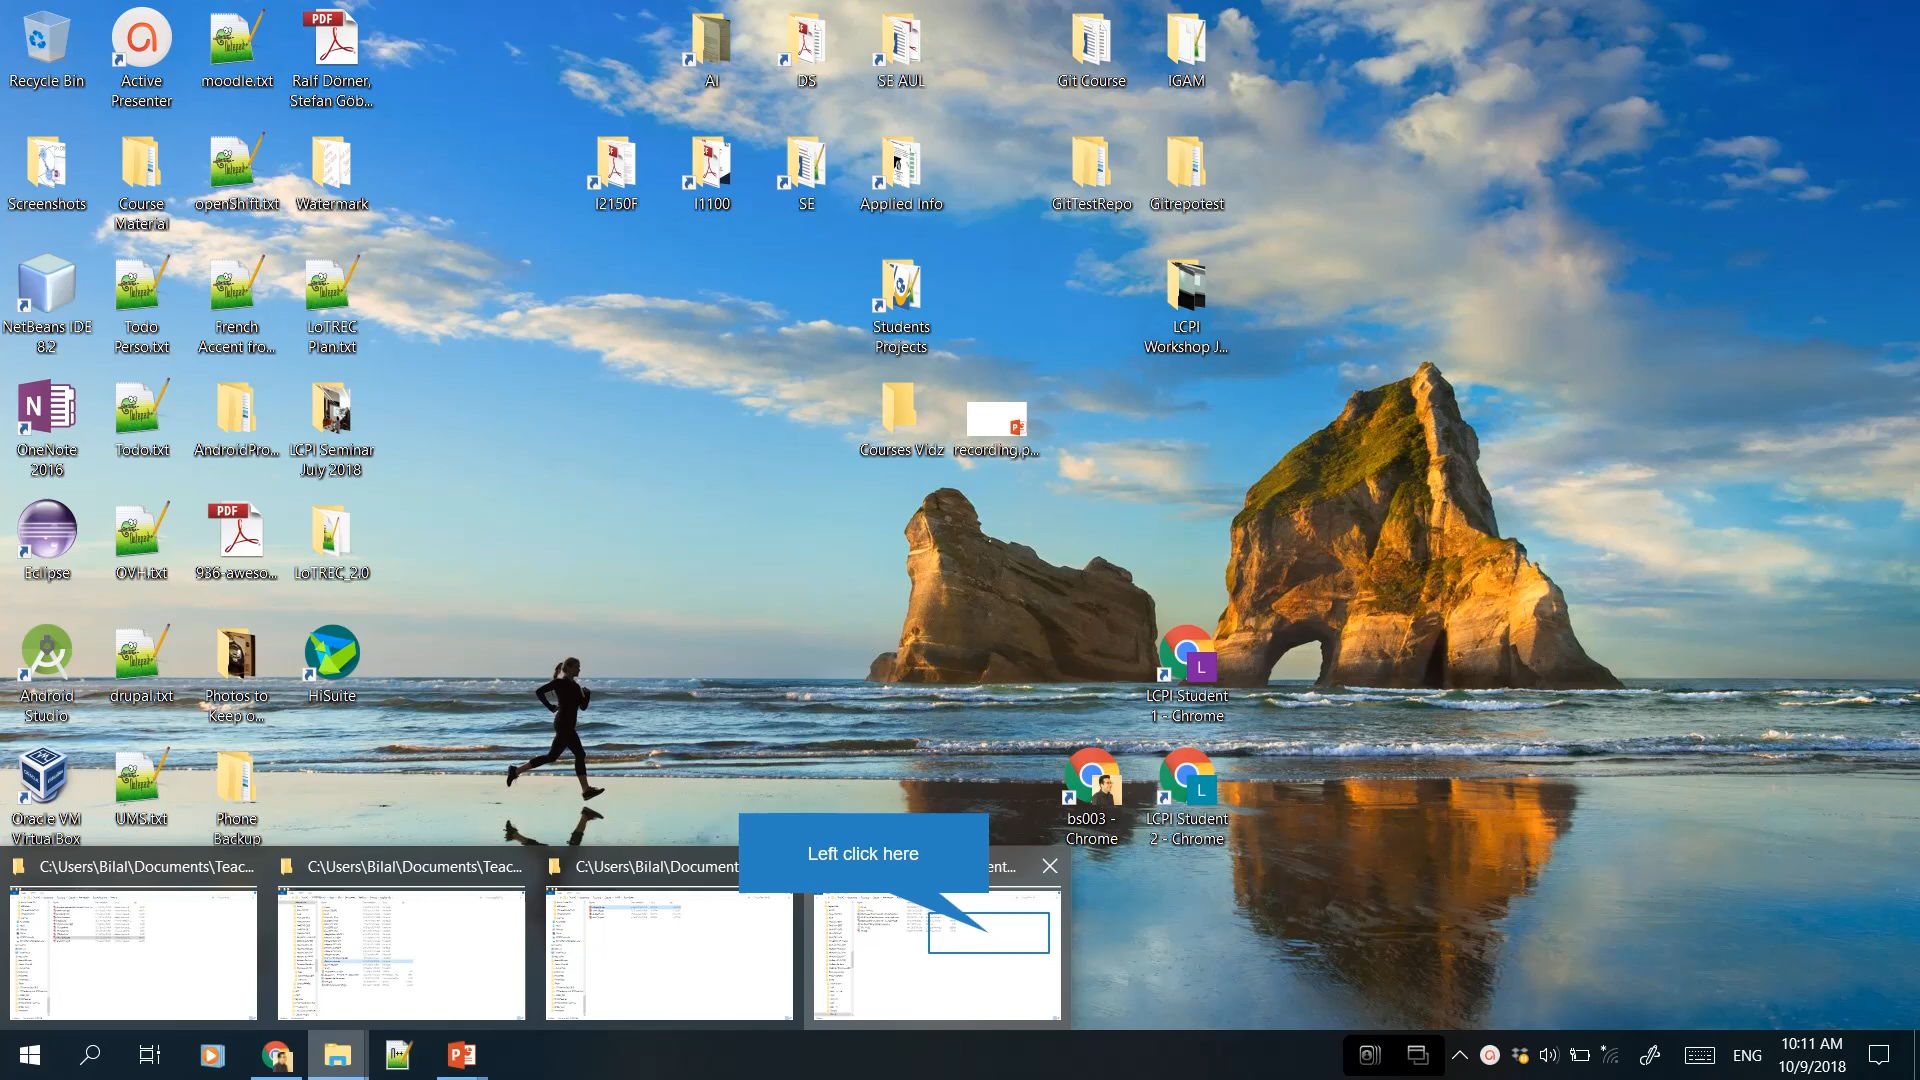 Recycle Bin
Active
Presenter
moodle.txt
PDF
Ralf Dörner,
Stefan Göb...
AI
DS
SE AUL
Git Course
IGAM
Screenshots
Course
Material
openShift.txt
Watermark
I2150F
I1100
SE
Applied Info
GitTestRepo
Gitrepotest
NetBeans IDE
8.2
Todo
Perso.txt
French
Accent fro...
LoTREC
Plan.txt
Students
Projects
LCPI
Workshop J...
OneNote
2016
Todo.txt
AndroidPro...
LCPI Seminar
July 2018
Courses Vidz
recording.p...
Eclipse
OVH.txt
PDF
936-aweso...
LoTREC_2.0
Android
Studio
drupal.txt
Photos to
Keep o...
HiSuite
L
LCPI Student
1 - Chrome
Oracle VM
VirtualBox
UMS.txt
Phone
Backup
bs003 -
Chrome
L
LCPI Student
2 - Chrome
Left click here
C:\Users\Bilal\Documents\Teac...
C:\Users\Bilal\Documents\Teac...
C:\Users\Bilal\Documen
ent...
ENG
10:11 AM
10/9/2018